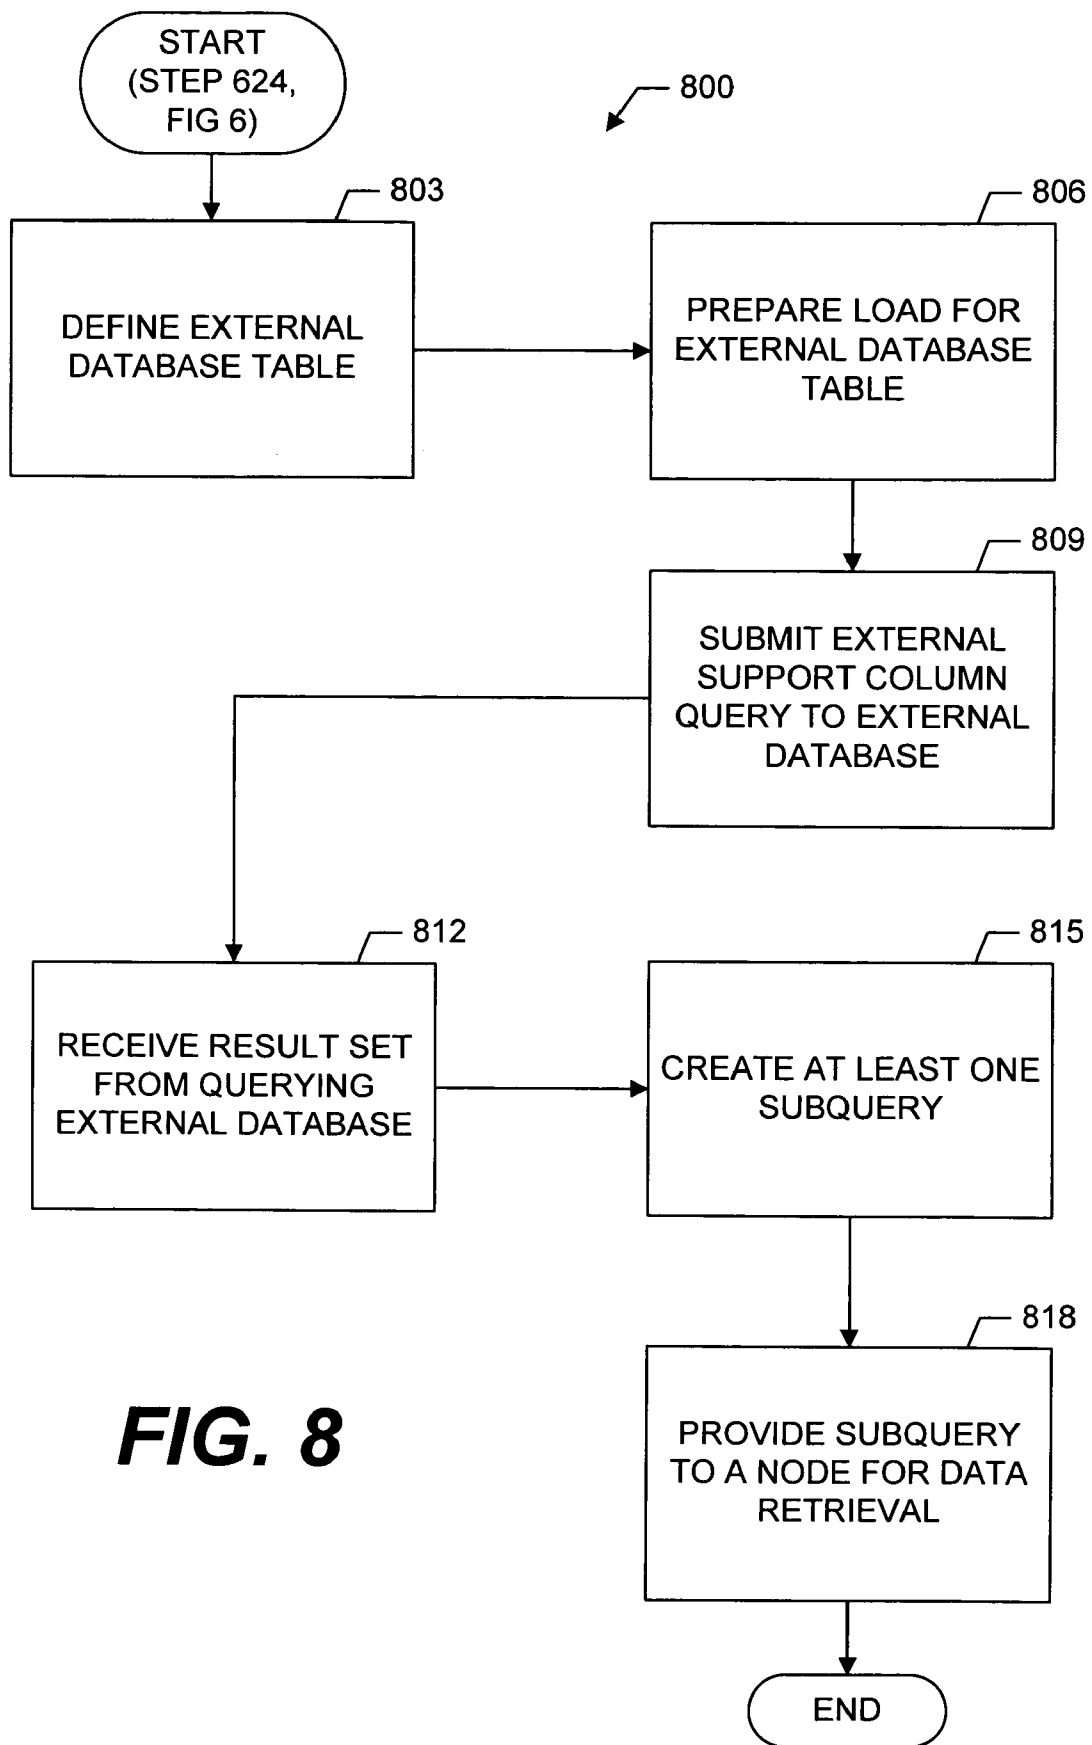 START
(STEP 624,
FIG 6)
800
803
DEFINE EXTERNAL
DATABASE TABLE
806
PREPARE LOAD FOR
EXTERNAL DATABASE
TABLE
809
SUBMIT EXTERNAL
SUPPORT COLUMN
QUERY TO EXTERNAL
DATABASE
812
RECEIVE RESULT SET
FROM QUERYING
EXTERNAL DATABASE
815
CREATE AT LEAST ONE
SUBQUERY
818
PROVIDE SUBQUERY
TO A NODE FOR DATA
RETRIEVAL
FIG. 8
END